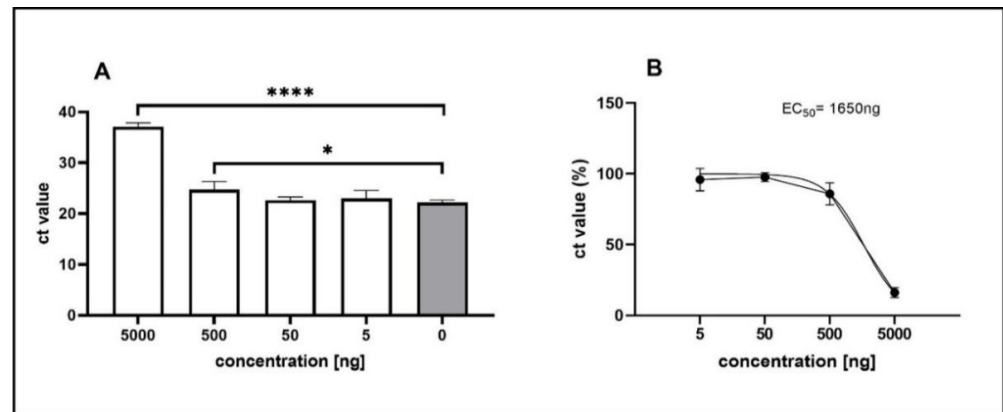 A
****
*
40
30
20
10
0
ct value
5000 500 50 5 0
concentration [ng]
B
EC50= 1650ng
150
100
50
0
ct value (%)
5 50 500 5000
concentration [ng]